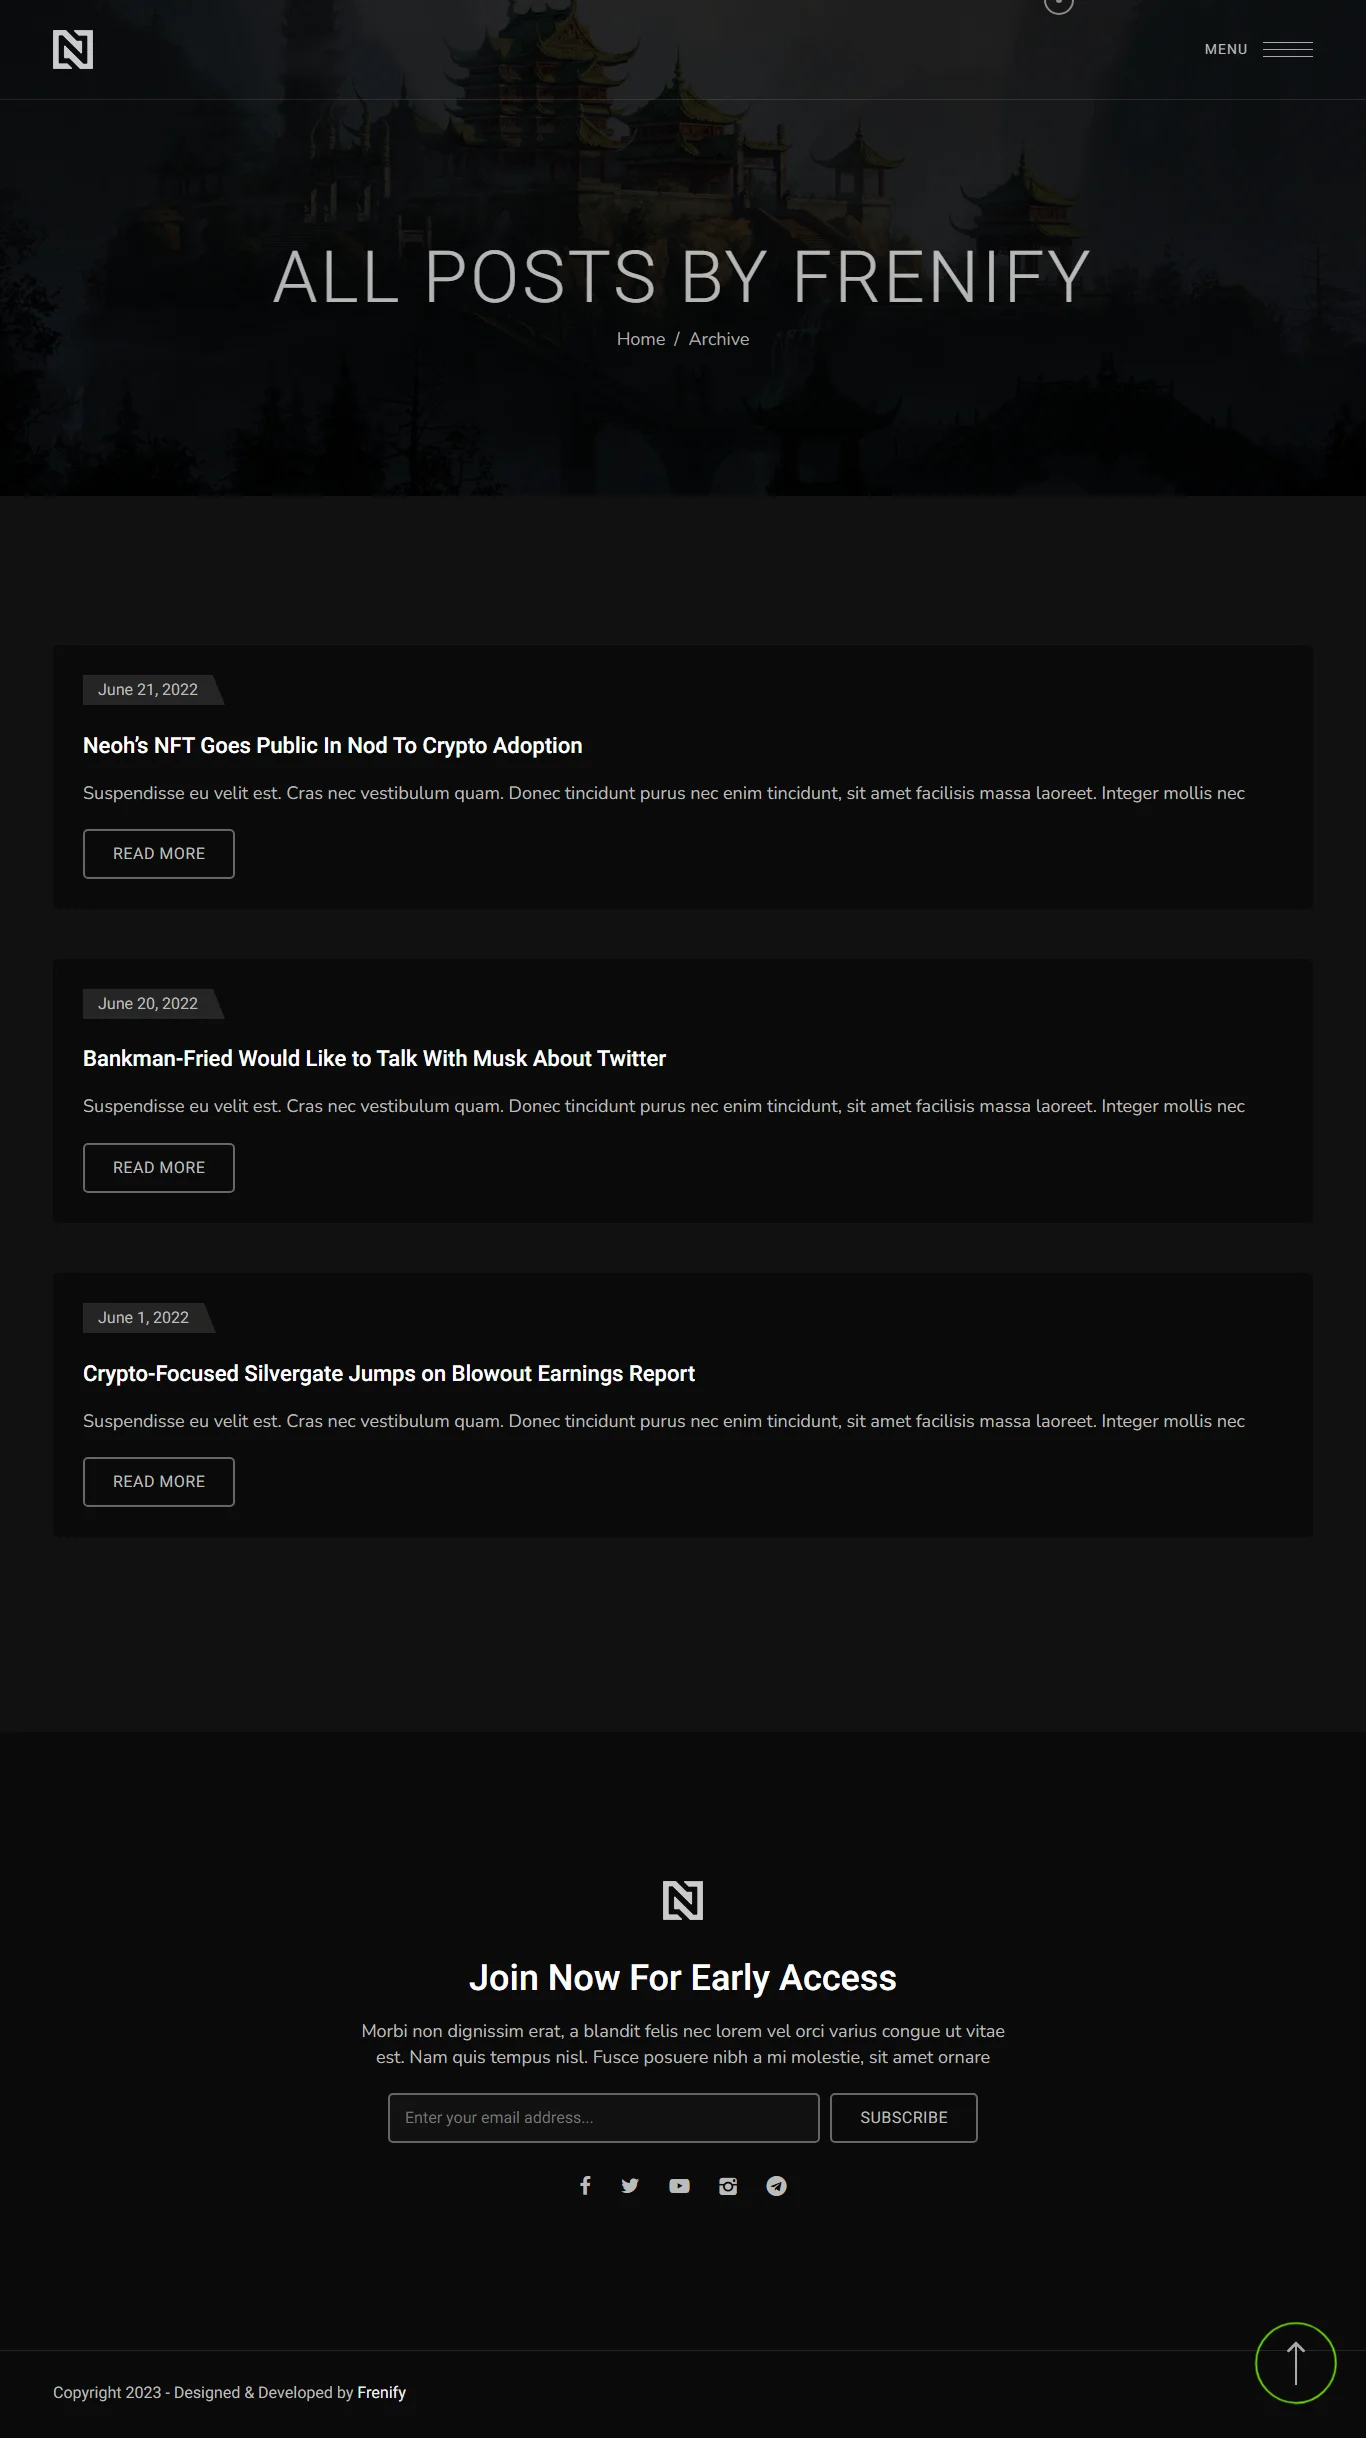 MENU
ALL POSTS BY FRENIFY
Home / Archive
June 21, 2022
Neoh’s NFT Goes Public In Nod To Crypto Adoption
Suspendisse eu velit est. Cras nec vestibulum quam. Donec tincidunt purus nec enim tincidunt, sit amet facilisis massa laoreet. Integer mollis nec
READ MORE
June 20, 2022
Bankman-Fried Would Like to Talk With Musk About Twitter
Suspendisse eu velit est. Cras nec vestibulum quam. Donec tincidunt purus nec enim tincidunt, sit amet facilisis massa laoreet. Integer mollis nec
READ MORE
June 1, 2022
Crypto-Focused Silvergate Jumps on Blowout Earnings Report
Suspendisse eu velit est. Cras nec vestibulum quam. Donec tincidunt purus nec enim tincidunt, sit amet facilisis massa laoreet. Integer mollis nec
READ MORE
Join Now For Early Access
Morbi non dignissim erat, a blandit felis nec lorem vel orci varius congue ut vitae
est. Nam quis tempus nisl. Fusce posuere nibh a mi molestie, sit amet ornare
Enter your email address...
SUBSCRIBE
Copyright 2023 - Designed & Developed by Frenify